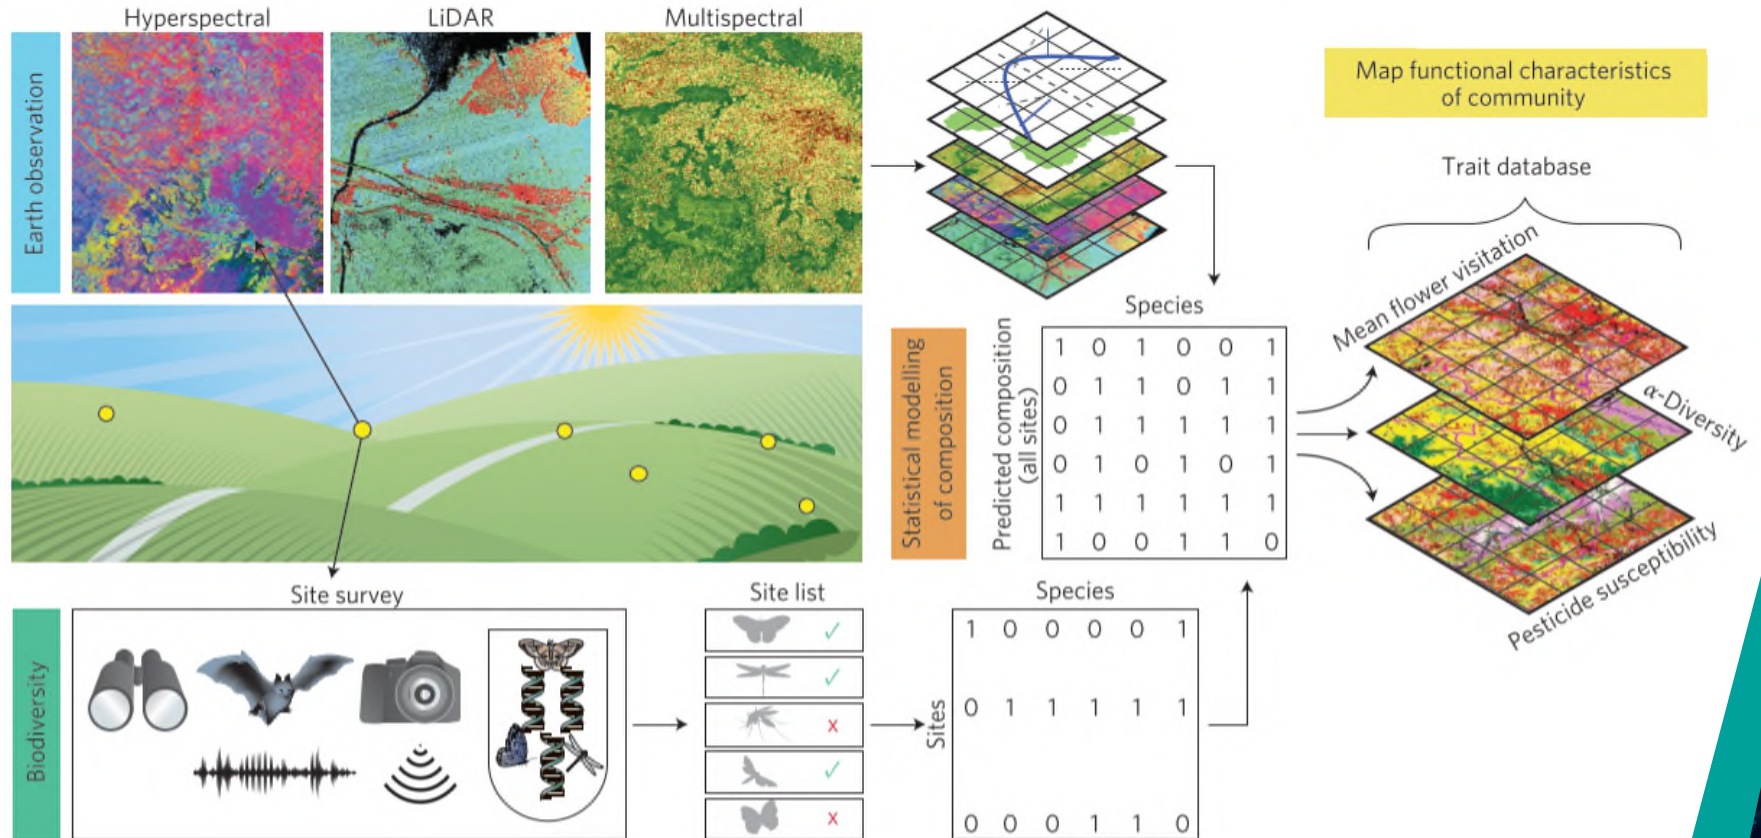 Hyperspectral
LiDAR
Multispectral
Earth observation
Map functional characteristics
of community
Trait database
Mean flower visitation
α-Diversity
Pesticide susceptibility
Statistical modelling
of composition
Species
Predicted composition
(all sites)
1 0 1 0 0 1
0 1 1 0 1 1
0 1 1 1 1 1
0 1 0 1 0 1
1 1 1 1 1 1
1 0 0 1 1 0
Biodiversity
Site survey
Site list
✓
✓
x
✓
x
Species
Sites
1 0 0 0 0 1
0 1 1 1 1 1
0 0 0 1 1 0